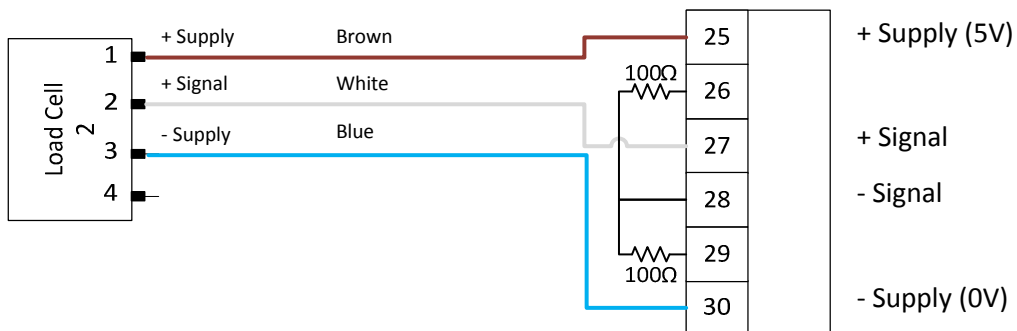 25
+ Supply (5V)
+ Supply
Brown
1
100Ω
26
+ Signal
White
2
Load Cell
2
27
+ Signal
- Supply
Blue
3
28
- Signal
4
29
100Ω
30
- Supply (0V)